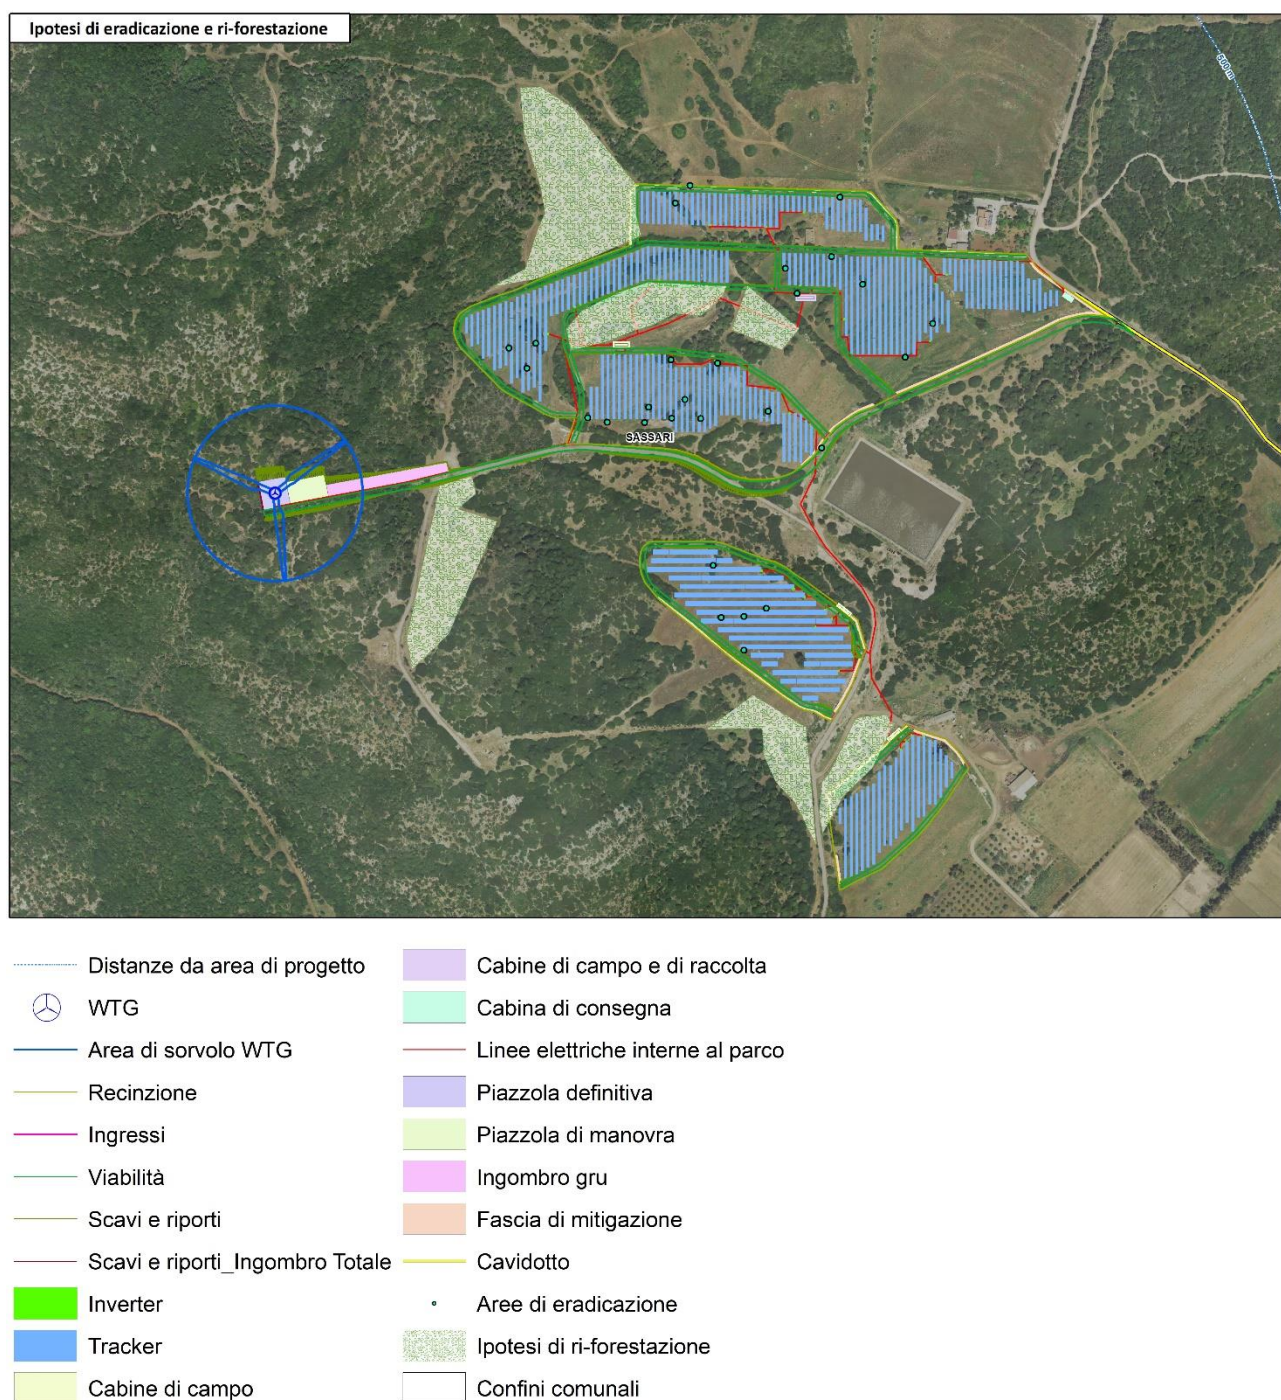 Ipotesi di eradicazione e ri-forestazione
500 m
SASSARI
Distanze da area di progetto
WTG
Area di sorvolo WTG
Recinzione
Ingressi
Viabilità
Scavi e riporti
Scavi e riporti_Ingombro Totale
Inverter
Tracker
Cabine di campo
Cabine di campo e di raccolta
Cabina di consegna
Linee elettriche interne al parco
Piazzola definitiva
Piazzola di manovra
Ingombro gru
Fascia di mitigazione
Cavidotto
Aree di eradicazione
Ipotesi di ri-forestazione
Confini comunali